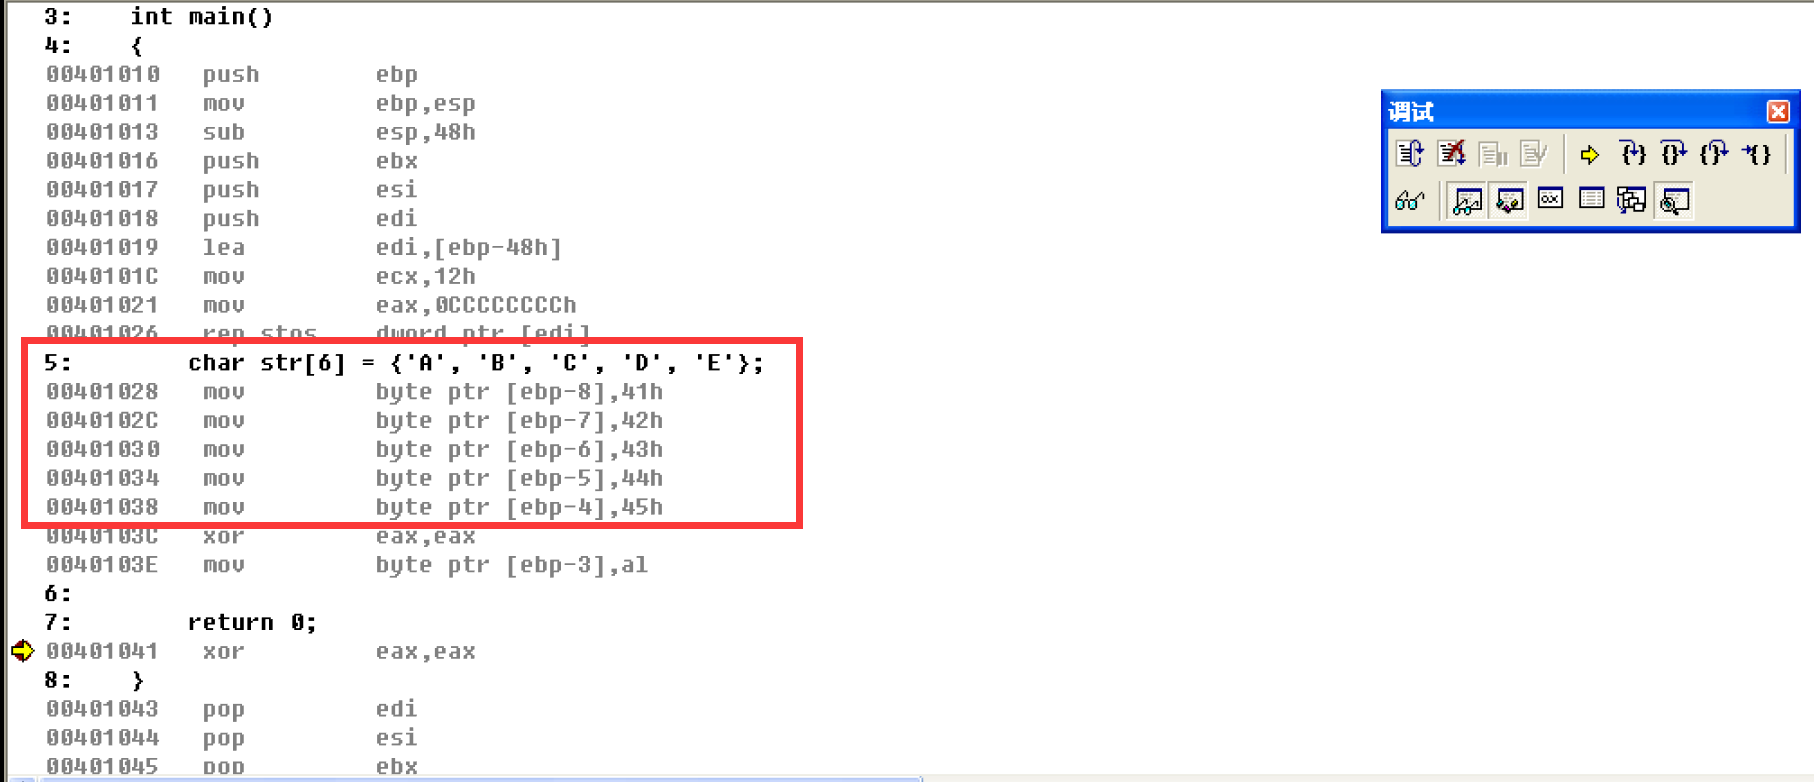 3:    int main()
4:    {
00401010   push        ebp
00401011   mov         ebp,esp
00401013   sub         esp,48h
00401016   push        ebx
00401017   push        esi
00401018   push        edi
00401019   lea         edi,[ebp-48h]
0040101C   mov         ecx,12h
00401021   mov         eax,0CCCCCCCCh
00401026   rep stos    dword ptr [edi]
5:        char str[6] = {'A', 'B', 'C', 'D', 'E'};
00401028   mov         byte ptr [ebp-8],41h
0040102C   mov         byte ptr [ebp-7],42h
00401030   mov         byte ptr [ebp-6],43h
00401034   mov         byte ptr [ebp-5],44h
00401038   mov         byte ptr [ebp-4],45h
0040103C   xor         eax,eax
0040103E   mov         byte ptr [ebp-3],al
6:
7:        return 0;
00401041   xor         eax,eax
8:    }
00401043   pop         edi
00401044   pop         esi
00401045   pop         ebx
调试